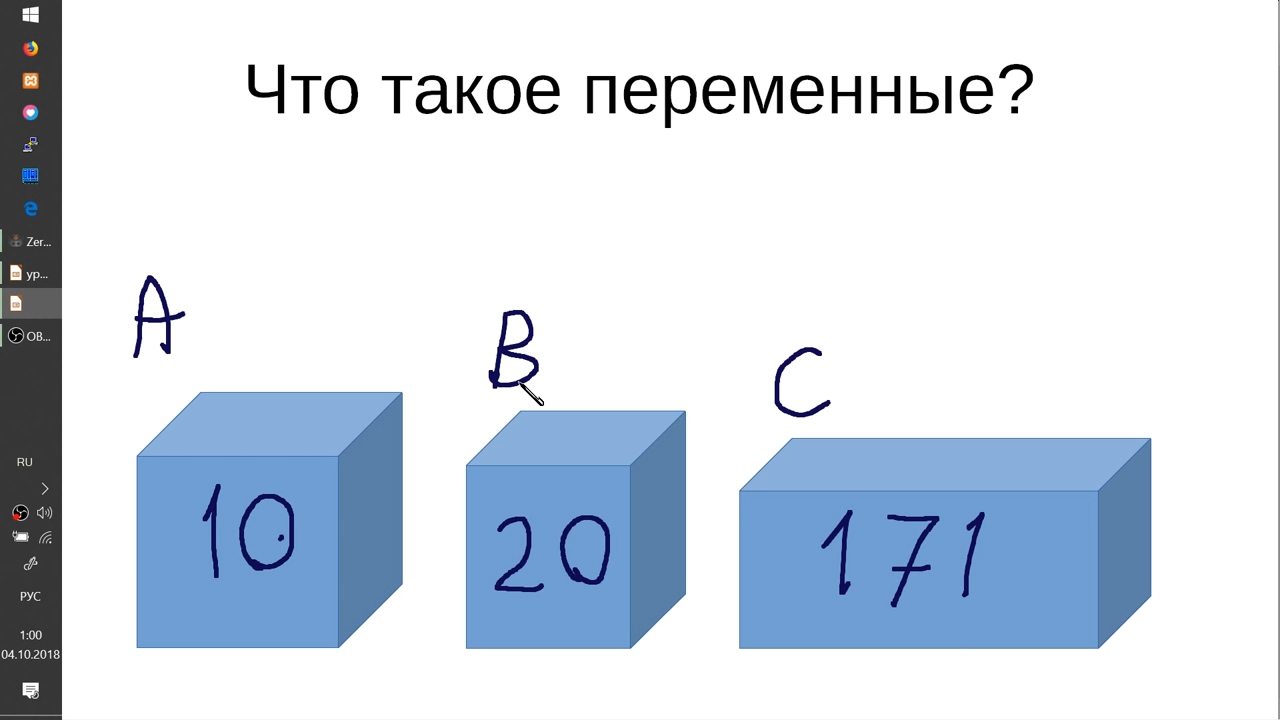 Что такое переменные?
A
B
C
10
20
171
Zer...
ур...
OB...
RU
РУС
1:00
04.10.2018